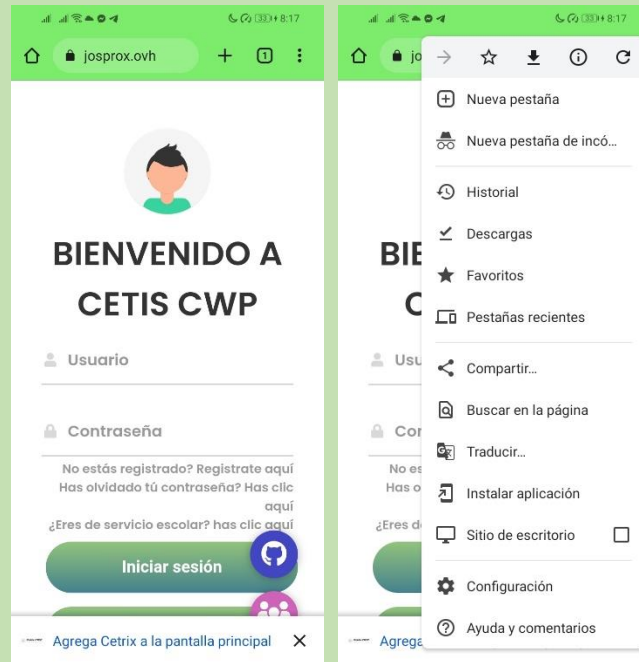 8:17
josprox.ovh
1
BIENVENIDO A
CETIS CWP
Usuario
Contraseña
No estás registrado? Registrate aquí
Has olvidado tú contraseña? Has clic
aquí
¿Eres de servicio escolar? has clic aquí
Iniciar sesión
Agrega Cetrix a la pantalla principal
8:17
jo
BIE
C
Usu
Con
No es
Has o
¿Eres d
Agrega
Nueva pestaña
Nueva pestaña de incó...
Historial
Descargas
Favoritos
Pestañas recientes
Compartir...
Buscar en la página
Traducir...
Instalar aplicación
Sitio de escritorio
Configuración
Ayuda y comentarios